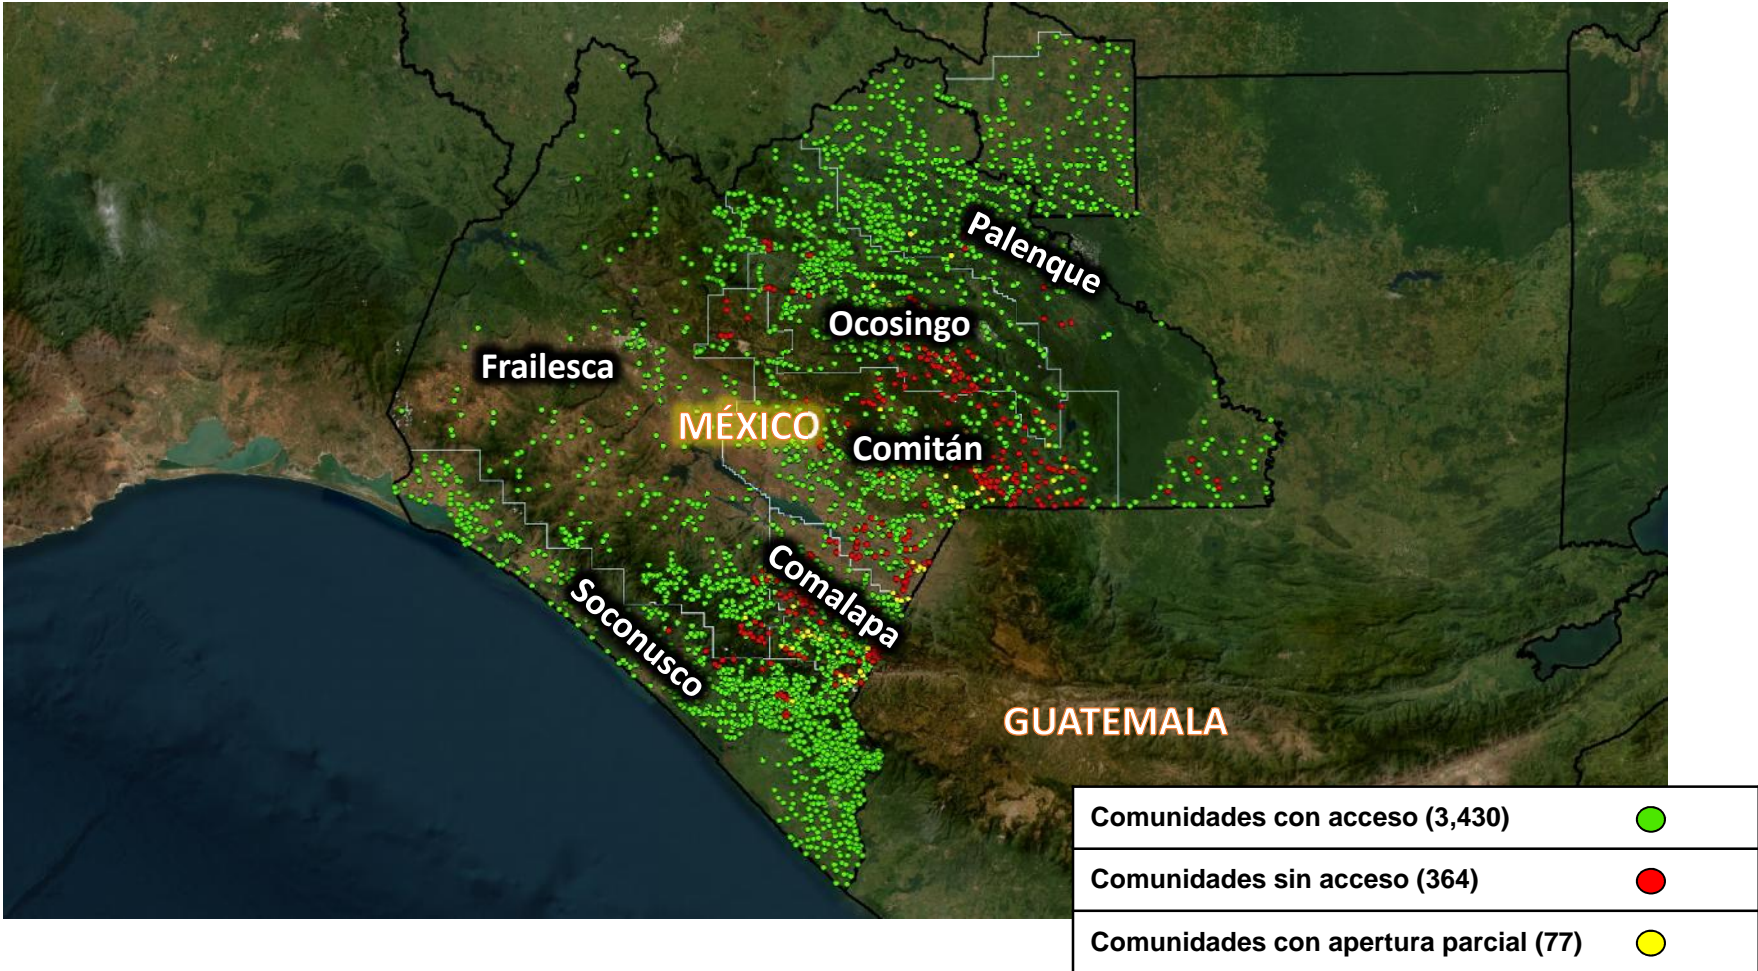 Palenque
Ocosingo
Frailesca
MÉXICO
Comitán
Comalapa
Soconusco
GUATEMALA
Comunidades con acceso (3,430)
Comunidades sin acceso (364)
Comunidades con apertura parcial (77)